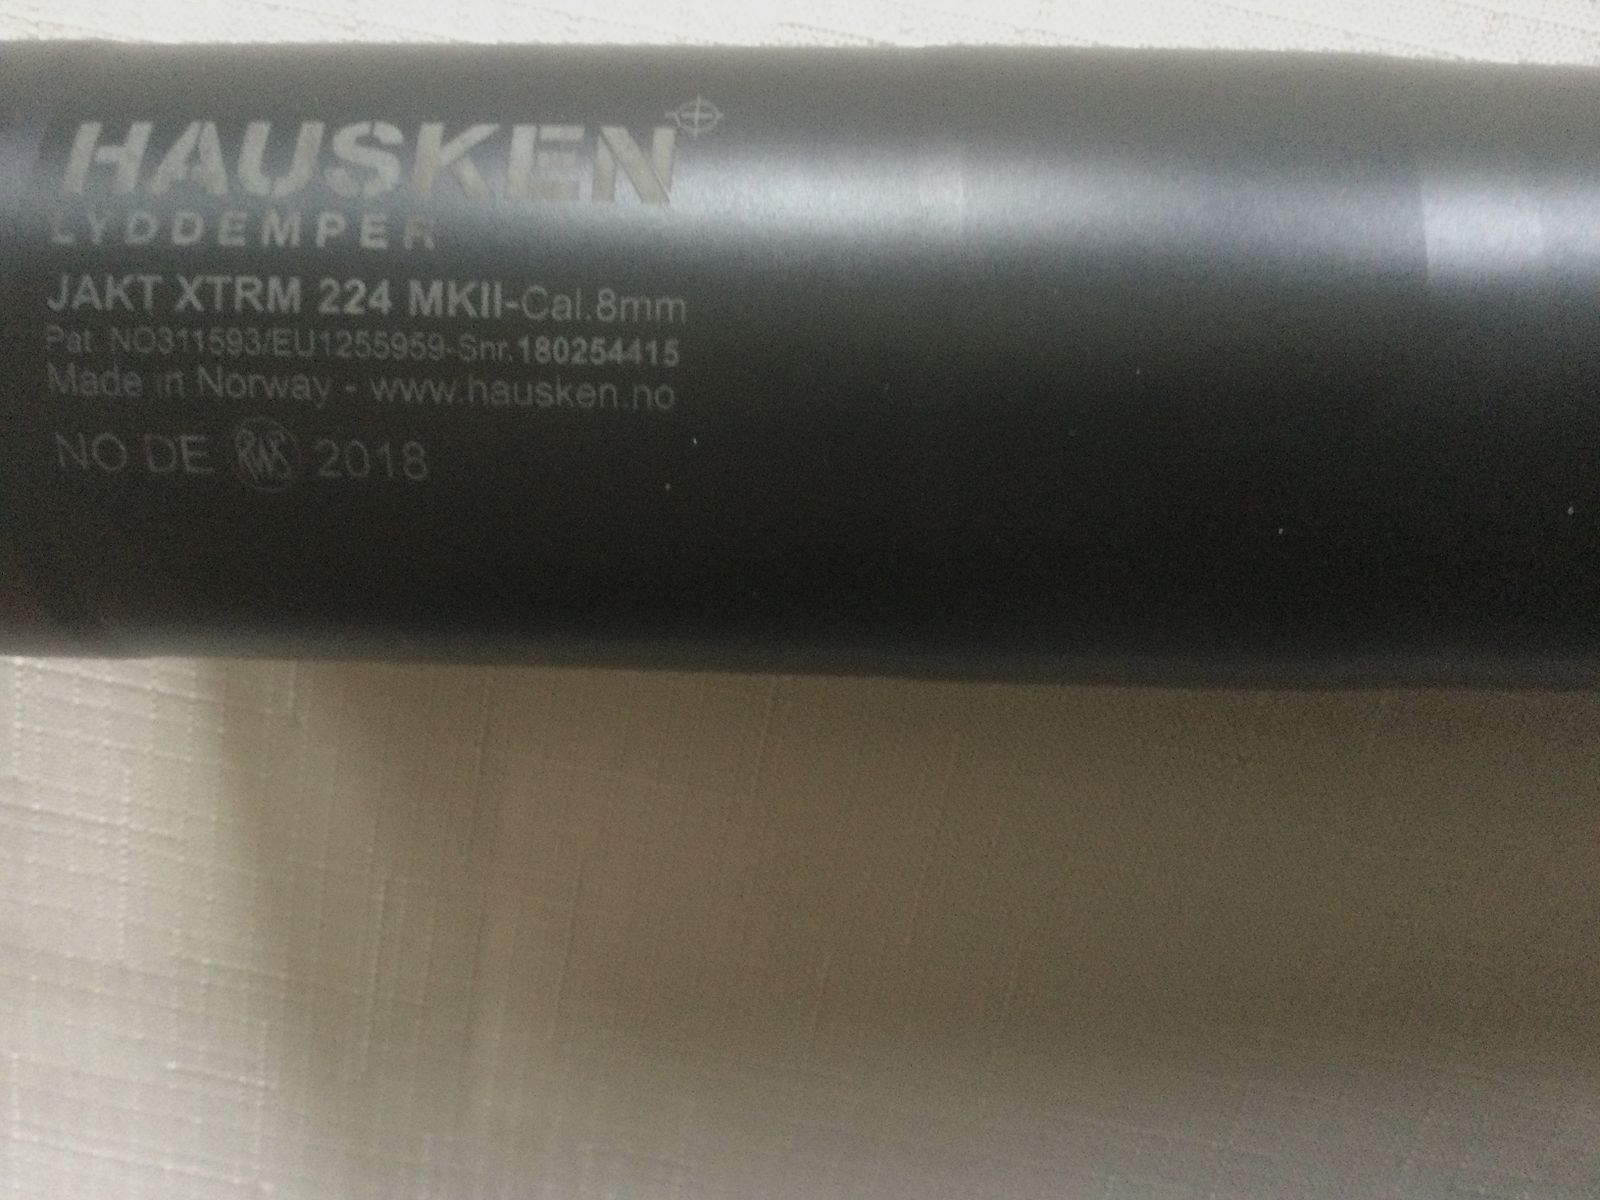 HAUSKEN
LYDDEMPER
JAKT XTRM 224 MKII-Cal.8mm
Pat. NO311593/EU1255959-Snr.180254415
Made in Norway - www.hausken.no
NO DE RWS 2018